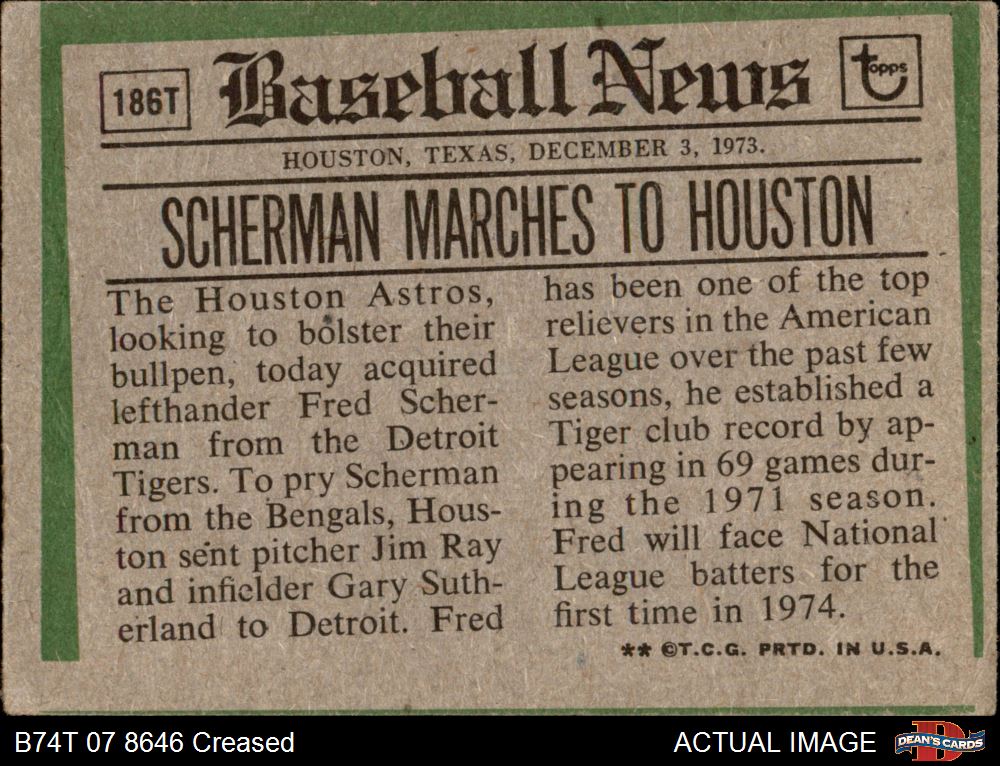 186T
Baseball News
topps
HOUSTON, TEXAS, DECEMBER 3, 1973.
SCHERMAN MARCHES TO HOUSTON
The Houston Astros,
looking to bolster their
bullpen, today acquired
lefthander Fred Scher-
man from the Detroit
Tigers. To pry Scherman
from the Bengals, Hous-
ton sent pitcher Jim Ray
and infielder Gary Suth-
erland to Detroit. Fred
has been one of the top
relievers in the American
League over the past few
seasons, he established a
Tiger club record by ap-
pearing in 69 games dur-
ing the 1971 season.
Fred will face National
League batters for the
first time in 1974.
** ©T.C.G. PRTD. IN U.S.A.
B74T 07 8646 Creased
ACTUAL IMAGE
D
DEAN'S CARDS